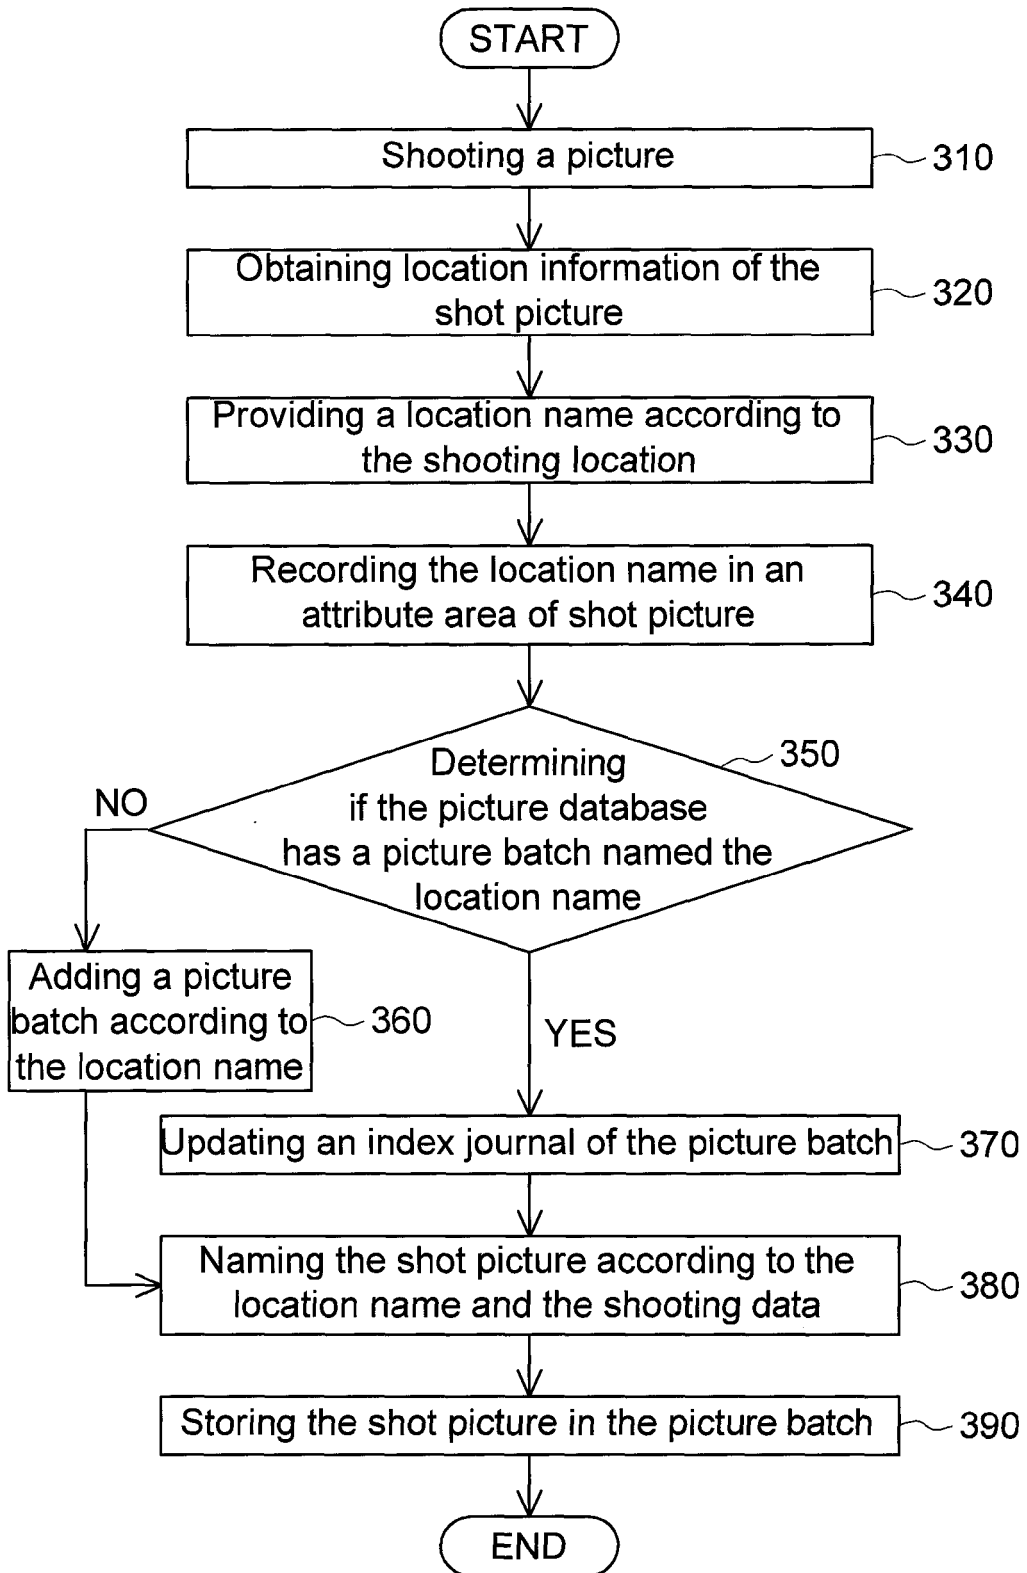 START
Shooting a picture
310
Obtaining location information of the
shot picture
320
Providing a location name according to
the shooting location
330
Recording the location name in an
attribute area of shot picture
340
Determining
if the picture database
has a picture batch named the
location name
350
NO
Adding a picture
batch according to
the location name
360
YES
Updating an index journal of the picture batch
370
Naming the shot picture according to the
location name and the shooting data
380
Storing the shot picture in the picture batch
390
END